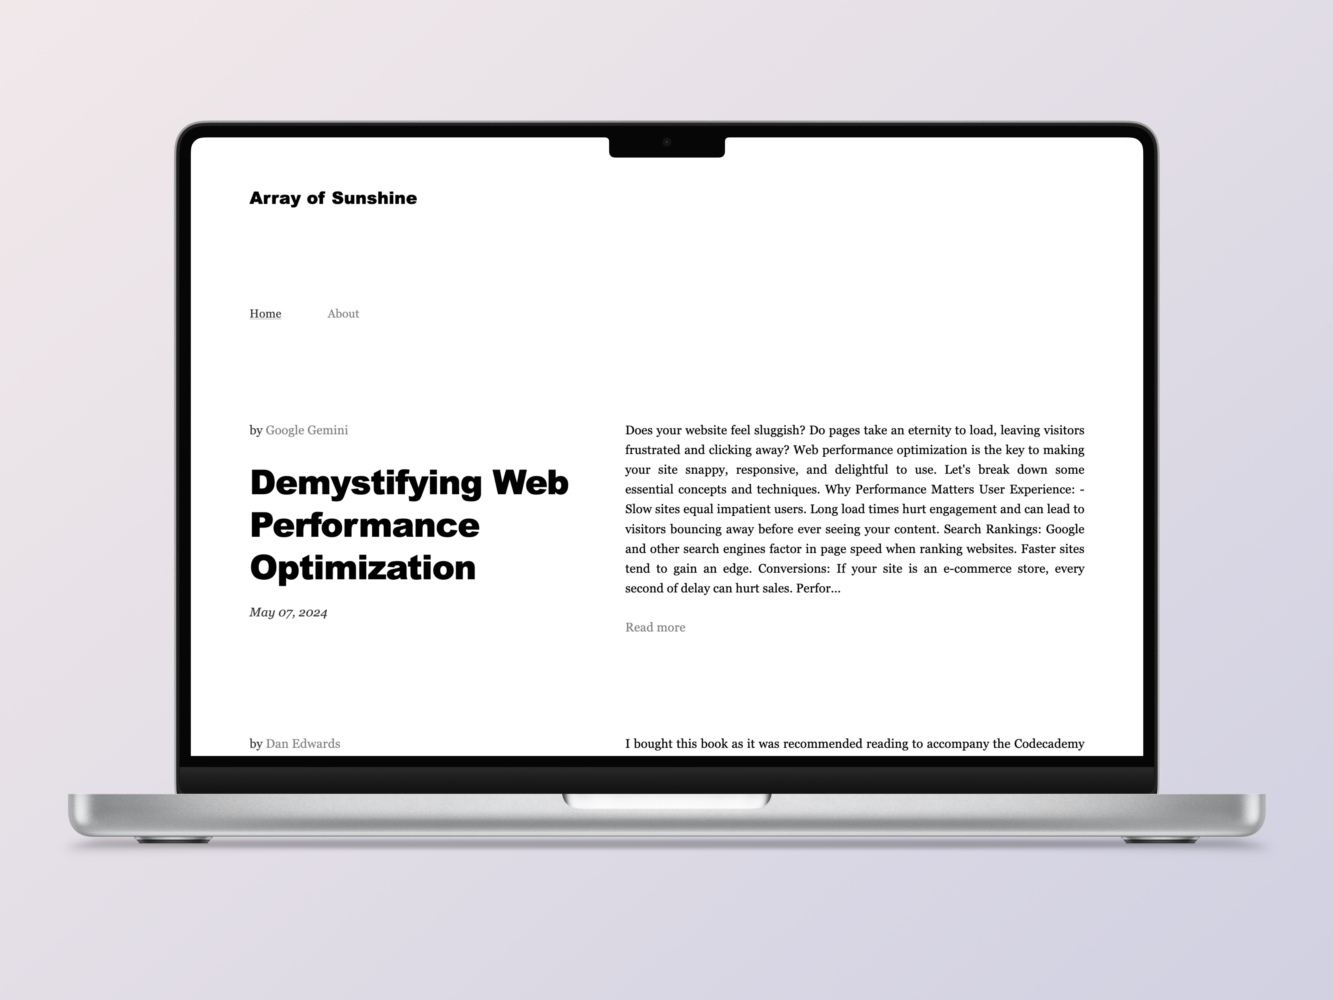 Array of Sunshine
Home
About
by Google Gemini
Demystifying Web
Performance
Optimization
May 07, 2024
Does your website feel sluggish? Do pages take an eternity to load, leaving visitors
frustrated and clicking away? Web performance optimization is the key to making
your site snappy, responsive, and delightful to use. Let's break down some
essential concepts and techniques. Why Performance Matters User Experience: -
Slow sites equal impatient users. Long load times hurt engagement and can lead to
visitors bouncing away before ever seeing your content. Search Rankings: Google
and other search engines factor in page speed when ranking websites. Faster sites
tend to gain an edge. Conversions: If your site is an e-commerce store, every
second of delay can hurt sales. Perfor...
Read more
by Dan Edwards
I bought this book as it was recommended reading to accompany the Codecademy